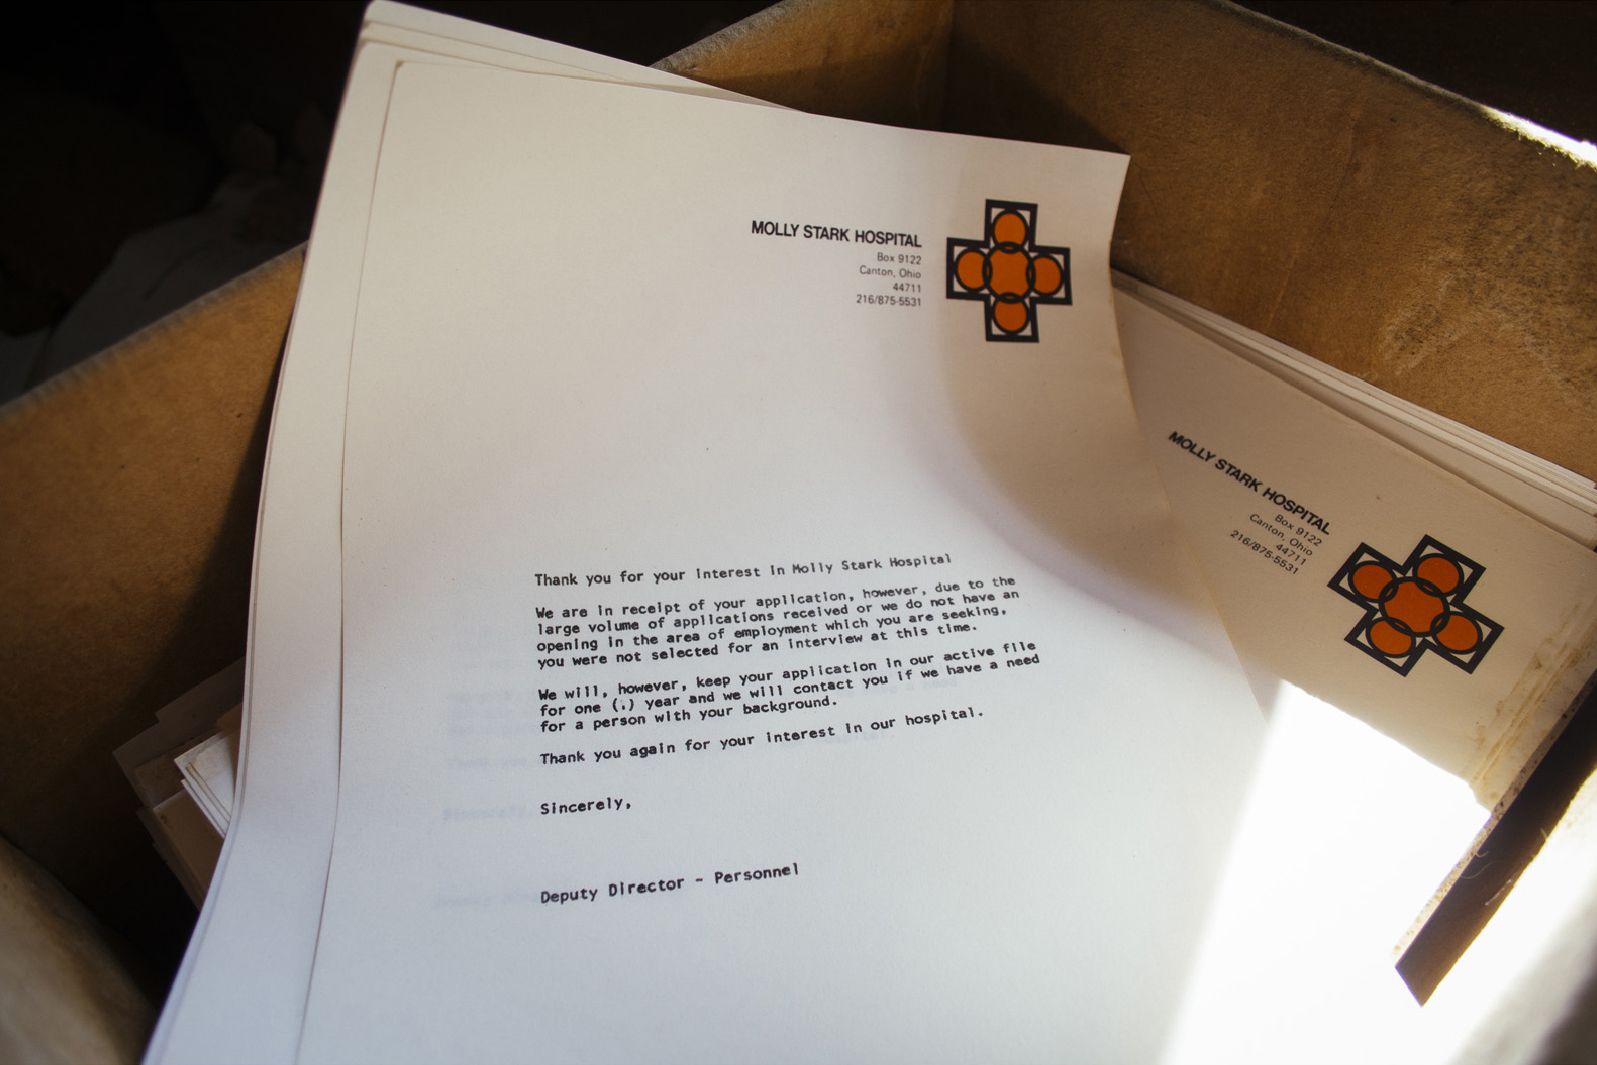 MOLLY STARK HOSPITAL
Box 9122
Canton, Ohio
44711
216/875-5531
Thank you for your interest in Molly Stark Hospital
We are in receipt of your application, however, due to the
large volume of applications received or we do not have an
opening in the area of employment which you are seeking,
you were not selected for an interview at this time.
We will, however, keep your application in our active file
for one (.) year and we will contact you if we have a need
for a person with your background.
Thank you again for your interest in our hospital.
Sincerely,
Deputy Director - Personnel
MOLLY STARK HOSPITAL
Box 9122
Canton, Ohio
44711
216/875-5531